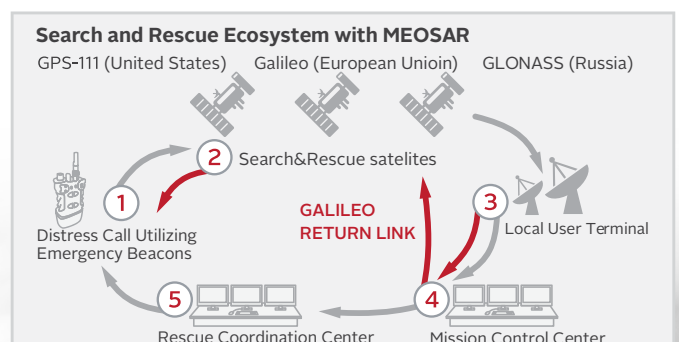 Search and Rescue Ecosystem with MEOSAR
GPS-111 (United States) Galileo (European Unioin) GLONASS (Russia)
2 Search&Rescue satelites
1
3
Distress Call Utilizing
Emergency Beacons
GALILEO
RETURN LINK
Local User Terminal
5
4
Rescue Coordination Center Mission Control Center